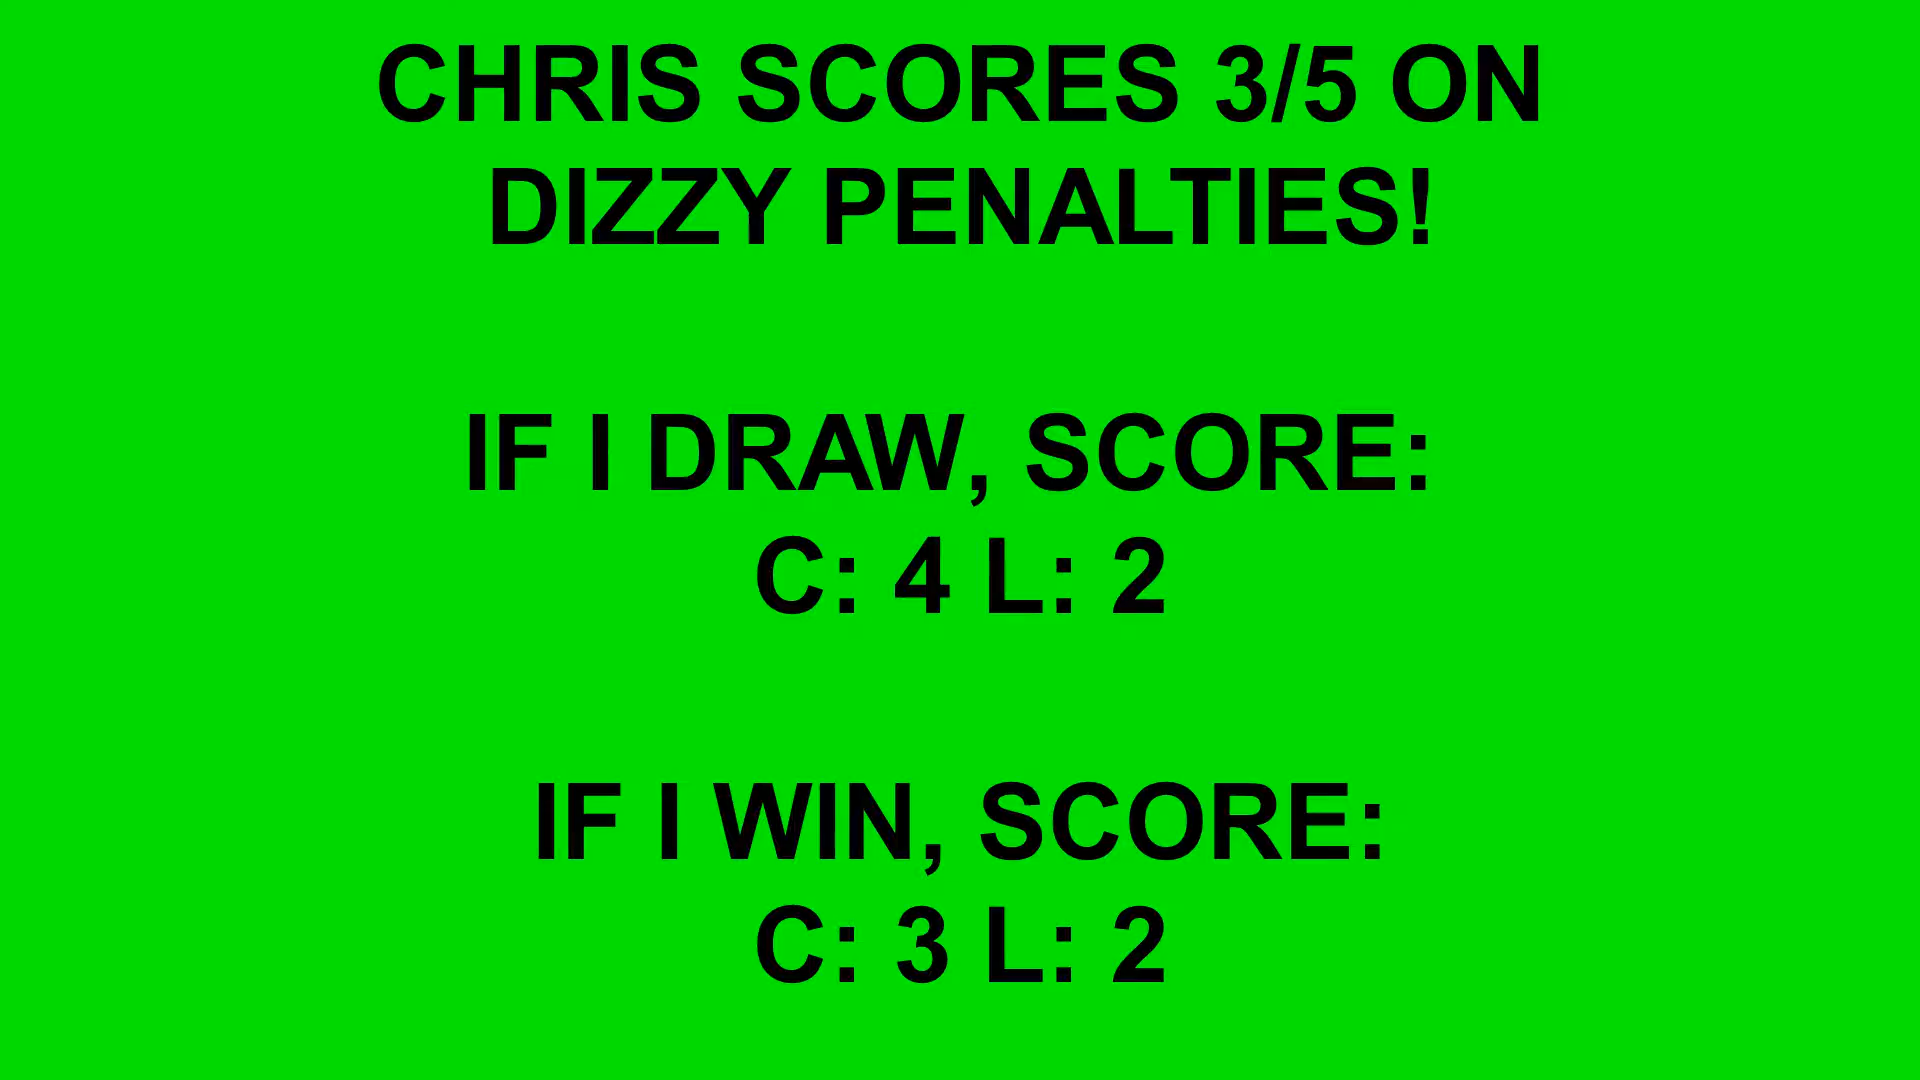 CHRIS SCORES 3/5 ON
DIZZY PENALTIES!
IF I DRAW, SCORE:
C: 4 L: 2
IF I WIN, SCORE:
C: 3 L: 2